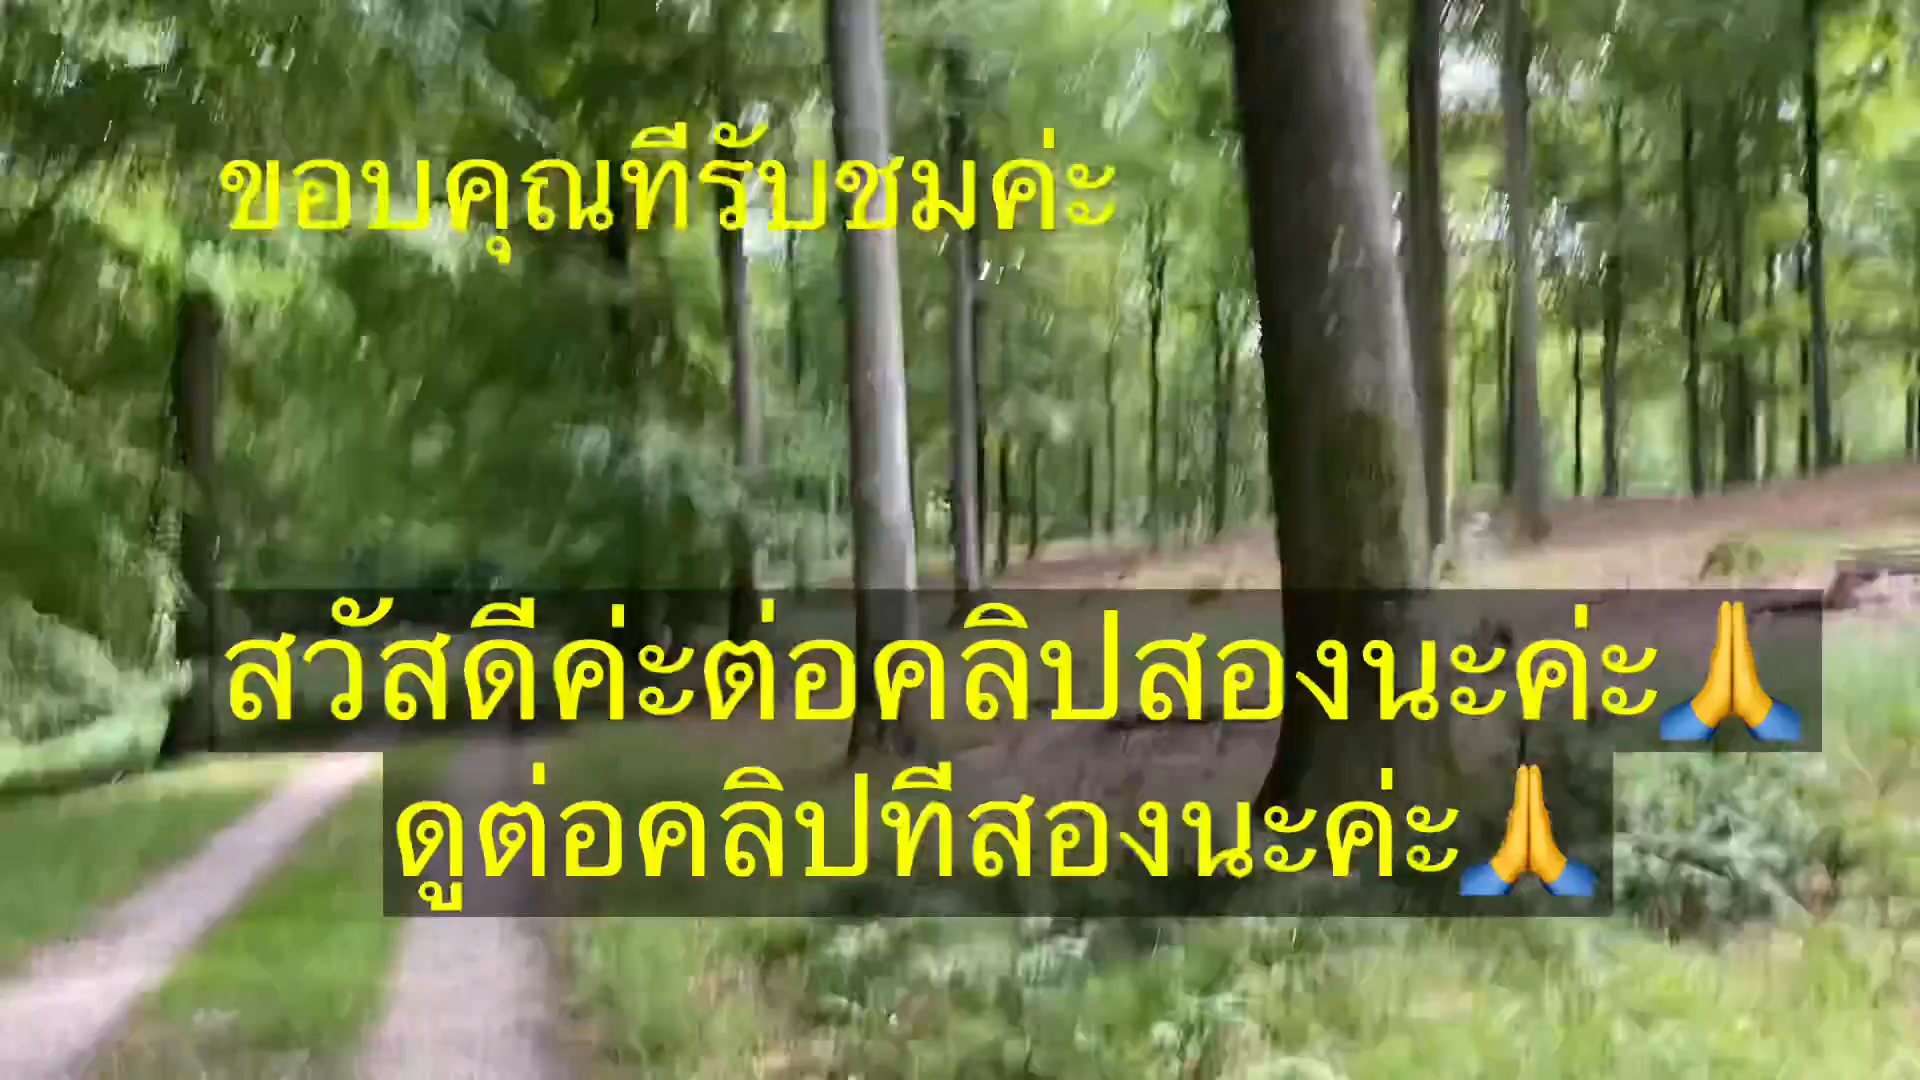 ขอบคุณทีรับชมค่ะ
สวัสดีค่ะต่อคลิปสองนะค่ะ🙏
ดูต่อคลิปทีสองนะค่ะ🙏